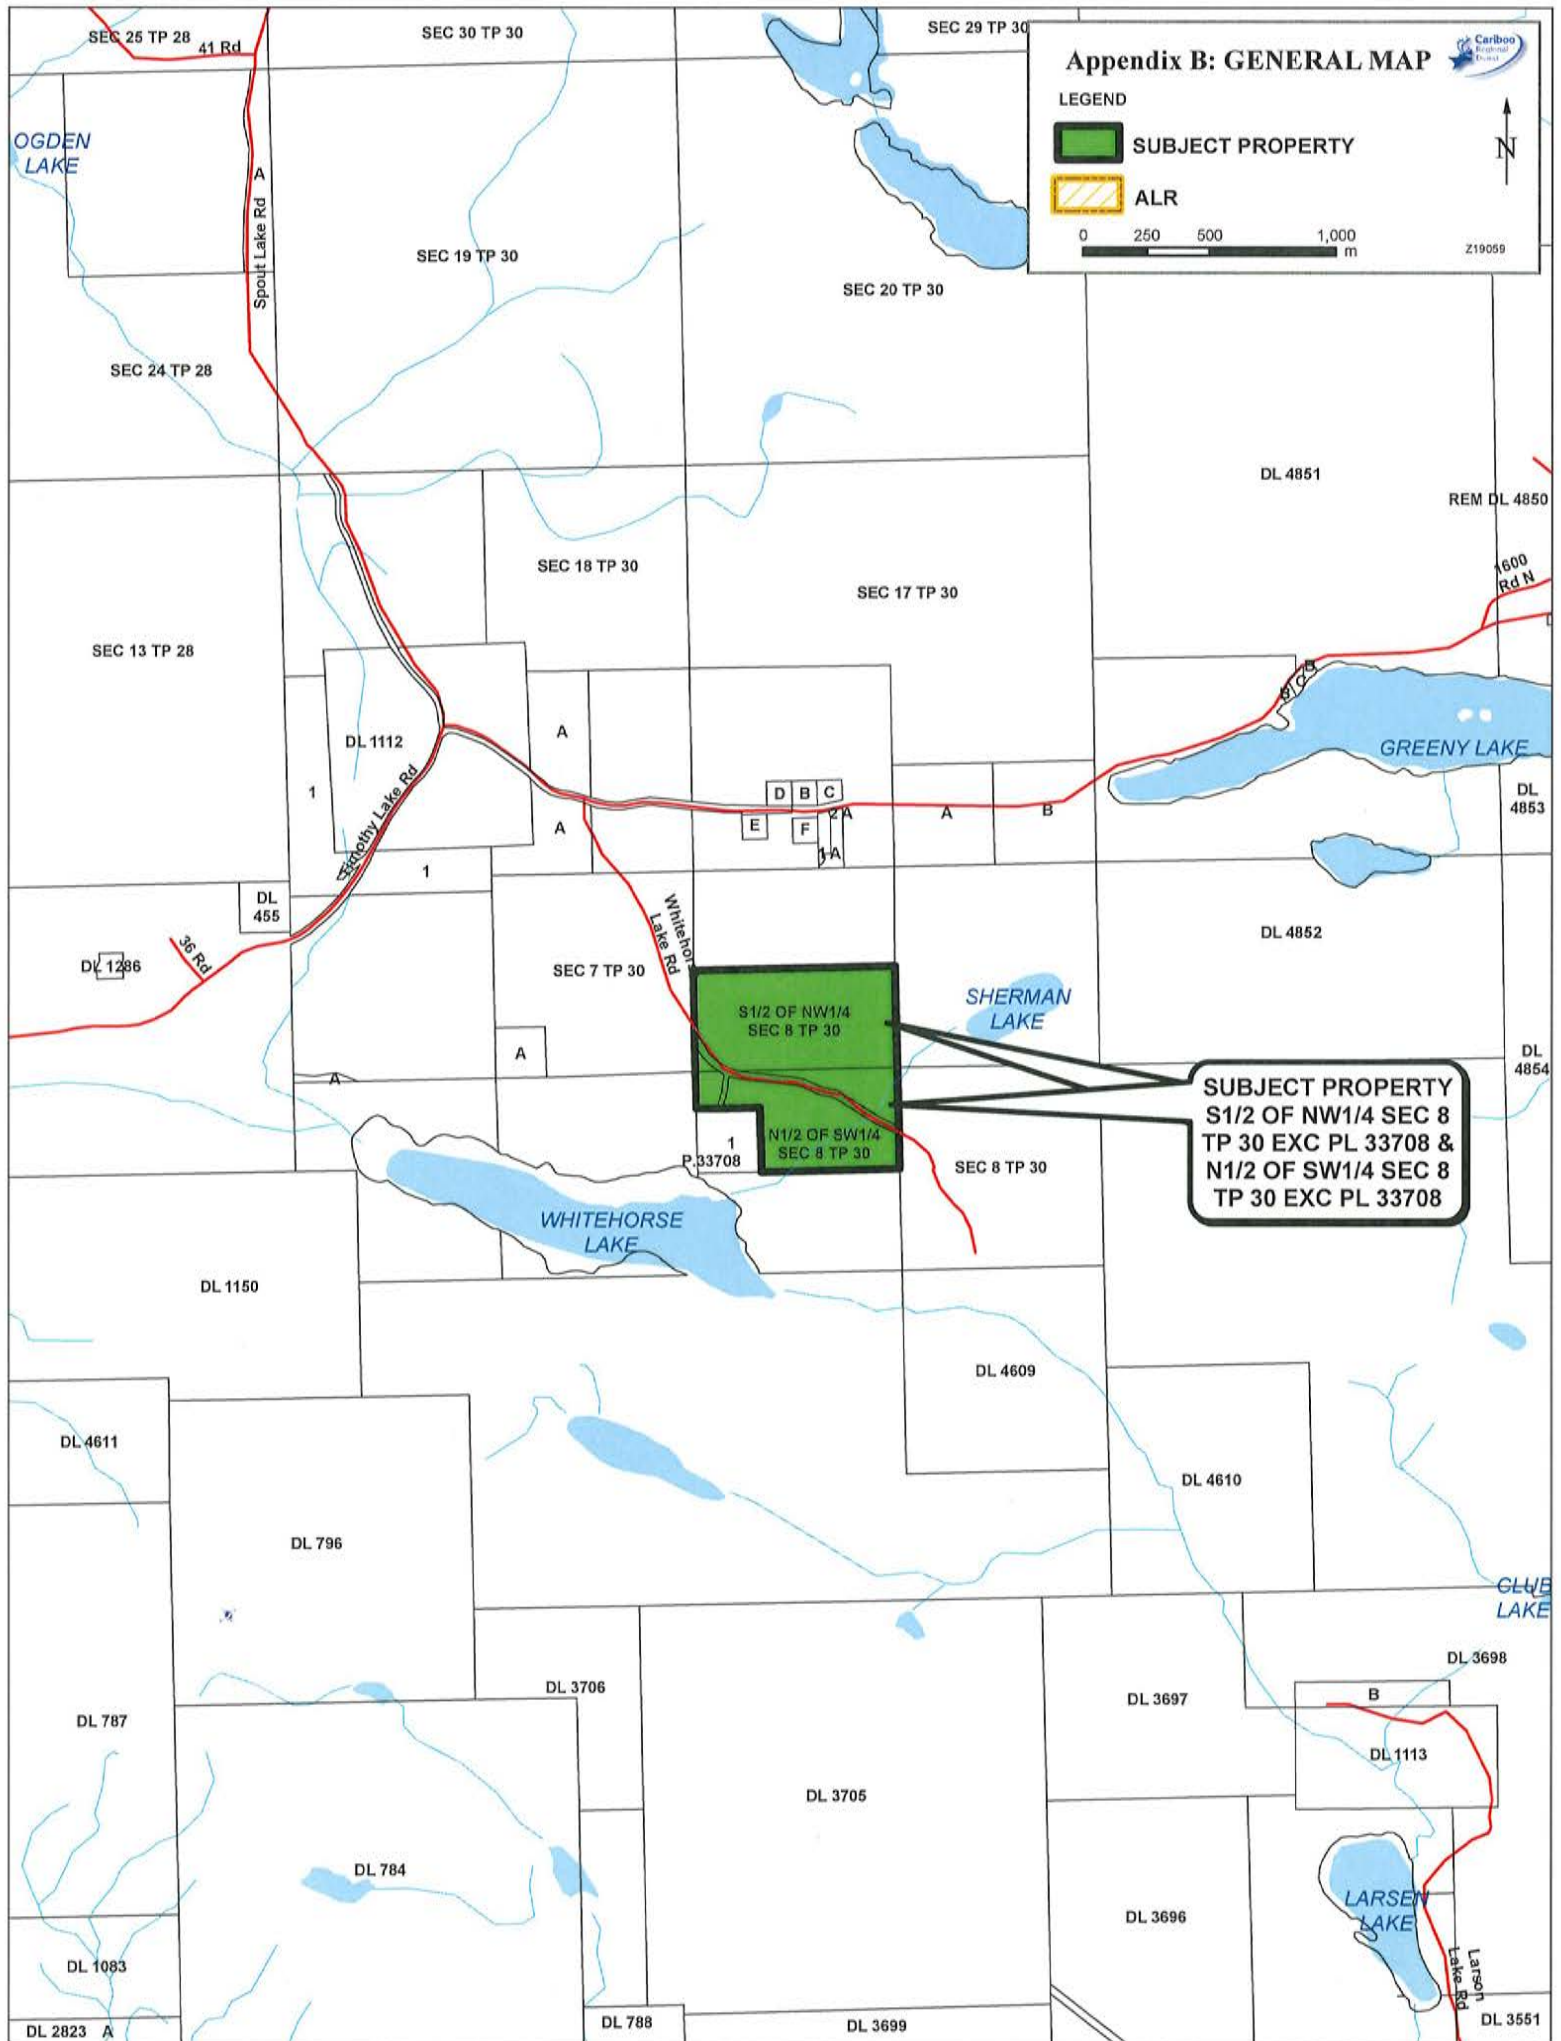 SEC 25 TP 28
41 Rd
SEC 30 TP 30
SEC 29 TP 30
Appendix B: GENERAL MAP
Cariboo
Regional
District
LEGEND
SUBJECT PROPERTY
ALR
N
0 250 500 1,000
m
Z19059
OGDEN
LAKE
A
Spout Lake Rd
SEC 19 TP 30
SEC 20 TP 30
SEC 24 TP 28
DL 4851
REM DL 4850
1600
Rd N
SEC 18 TP 30
SEC 17 TP 30
SEC 13 TP 28
B
C
B
GREENY LAKE
DL 1112
A
1
Timothy Lake Rd
D B C
E
F
2 A
1 A
A
A
B
DL
4853
1
DL
455
36 Rd
DL 1286
Whitehor
Lake Rd
SEC 7 TP 30
DL 4852
SHERMAN
LAKE
S1/2 OF NW1/4
SEC 8 TP 30
A
A
DL
4854
SUBJECT PROPERTY
S1/2 OF NW1/4 SEC 8
TP 30 EXC PL 33708 &
N1/2 OF SW1/4 SEC 8
TP 30 EXC PL 33708
N1/2 OF SW1/4
SEC 8 TP 30
1
P.33708
SEC 8 TP 30
WHITEHORSE
LAKE
DL 1150
DL 4609
DL 4611
DL 4610
DL 796
CLUB
LAKE
DL 3698
DL 3706
B
DL 3697
DL 787
DL 1113
DL 3705
DL 784
LARSEN
LAKE
DL 3696
DL 1083
Larson
Lake Rd
DL 2823 A
DL 788
DL 3699
DL 3551